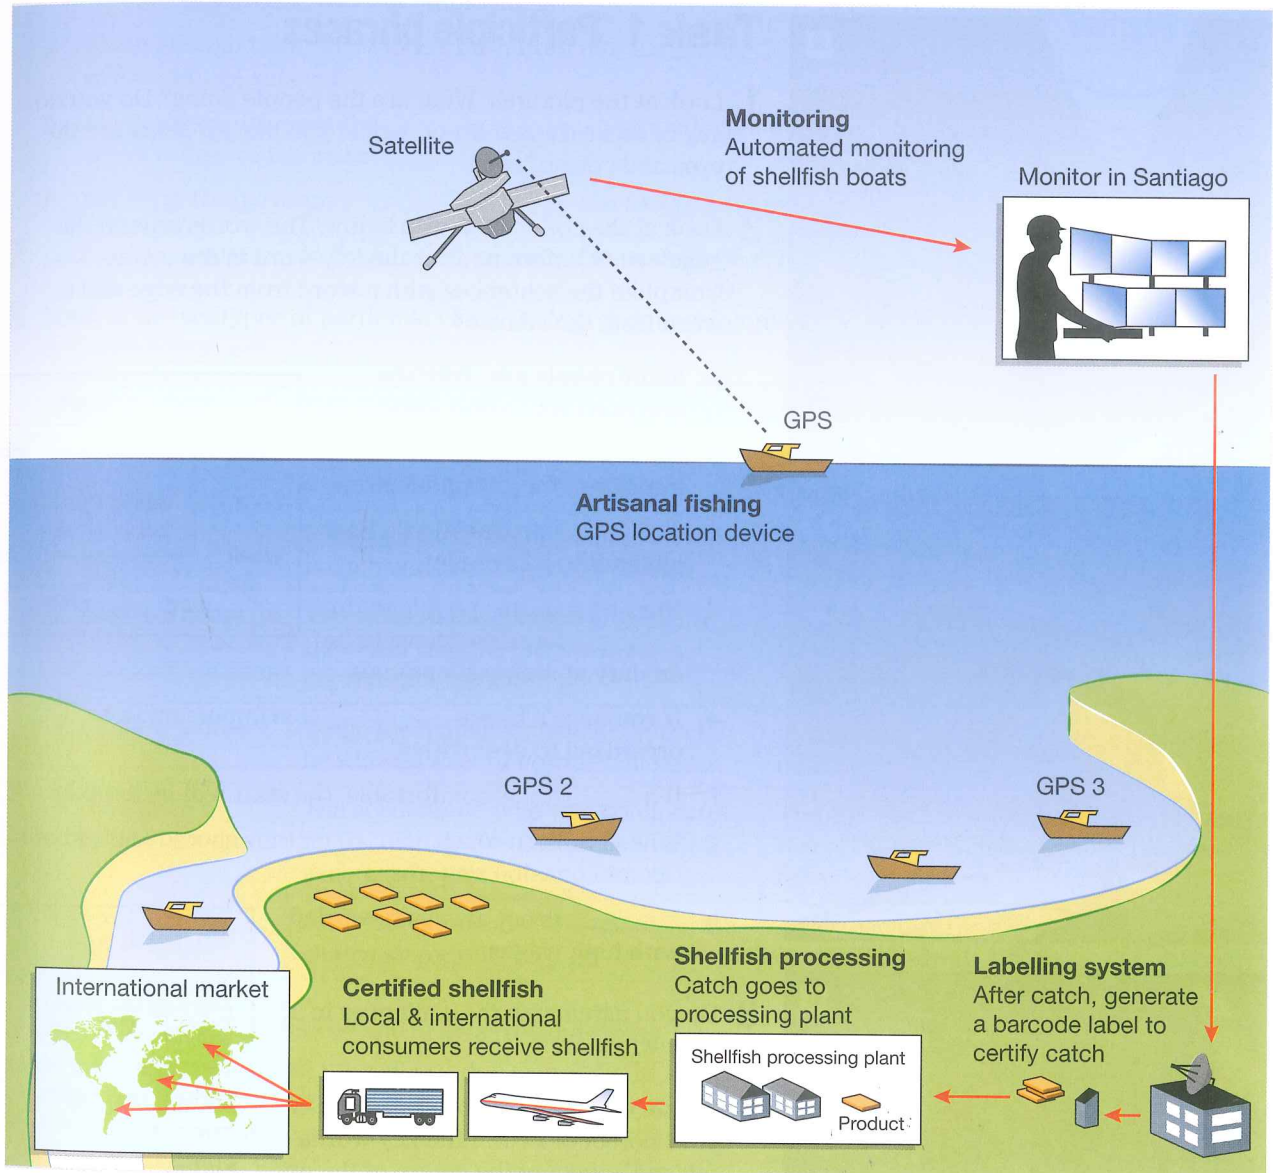 Satellite
Monitoring
Automated monitoring
of shellfish boats
Monitor in Santiago
GPS
Artisanal fishing
GPS location device
GPS 2
GPS 3
International market
Certified shellfish
Local & international
consumers receive shellfish
Shellfish processing
Catch goes to
processing plant
Shellfish processing plant
Product
Labelling system
After catch, generate
a barcode label to
certify catch